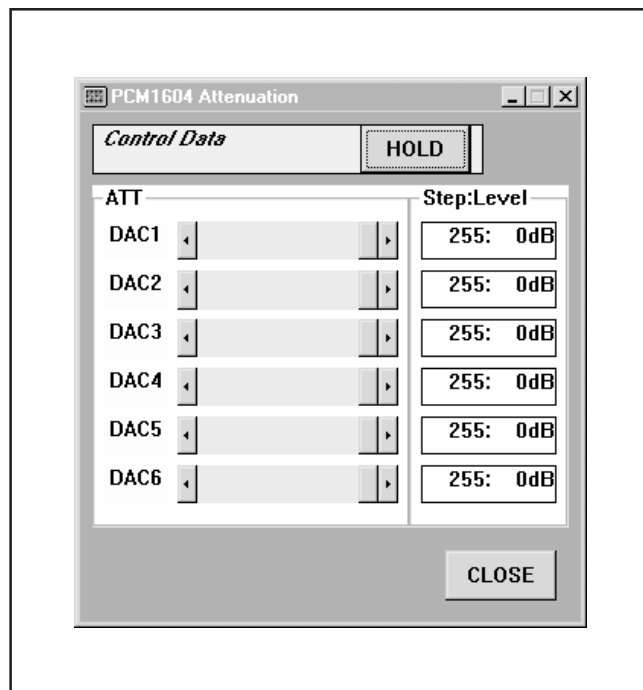 PCM1604 Attenuation
Control Data
HOLD
ATT Step:Level
DAC1 255: 0dB
DAC2 255: 0dB
DAC3 255: 0dB
DAC4 255: 0dB
DAC5 255: 0dB
DAC6 255: 0dB
CLOSE